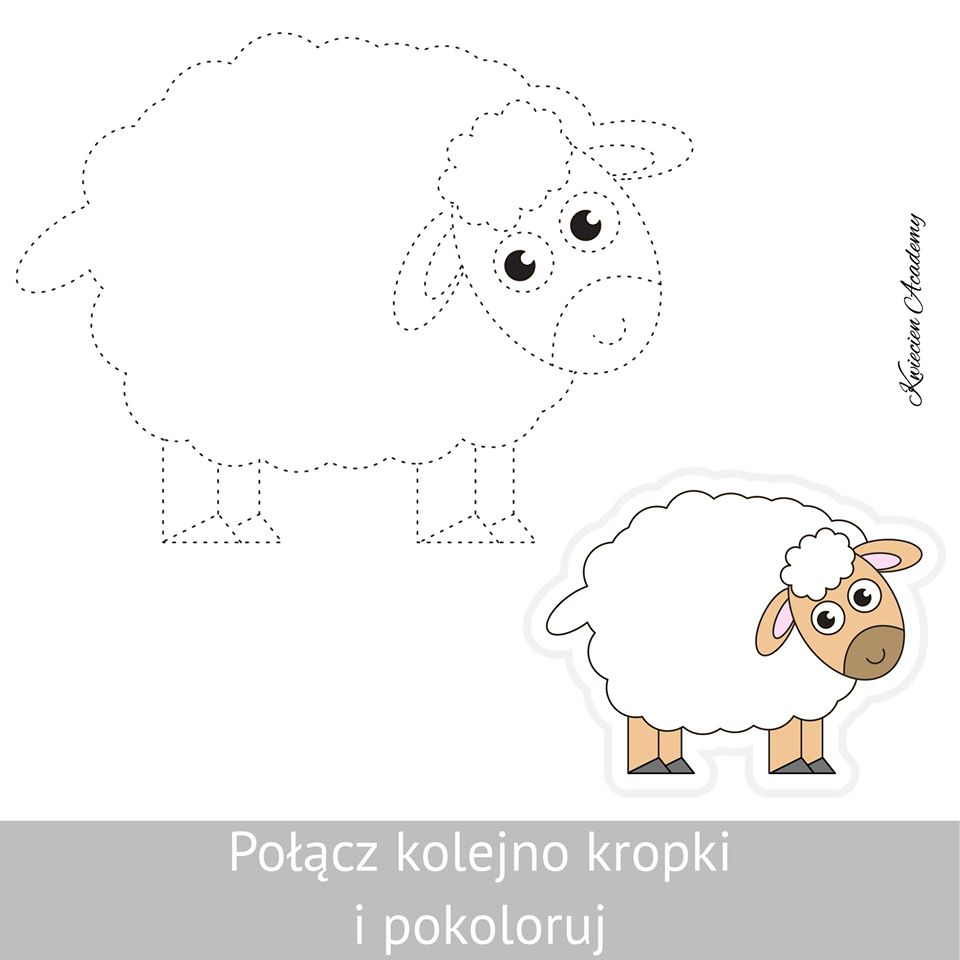 Kwiecien Academy
Połącz kolejno kropki
i pokoloruj